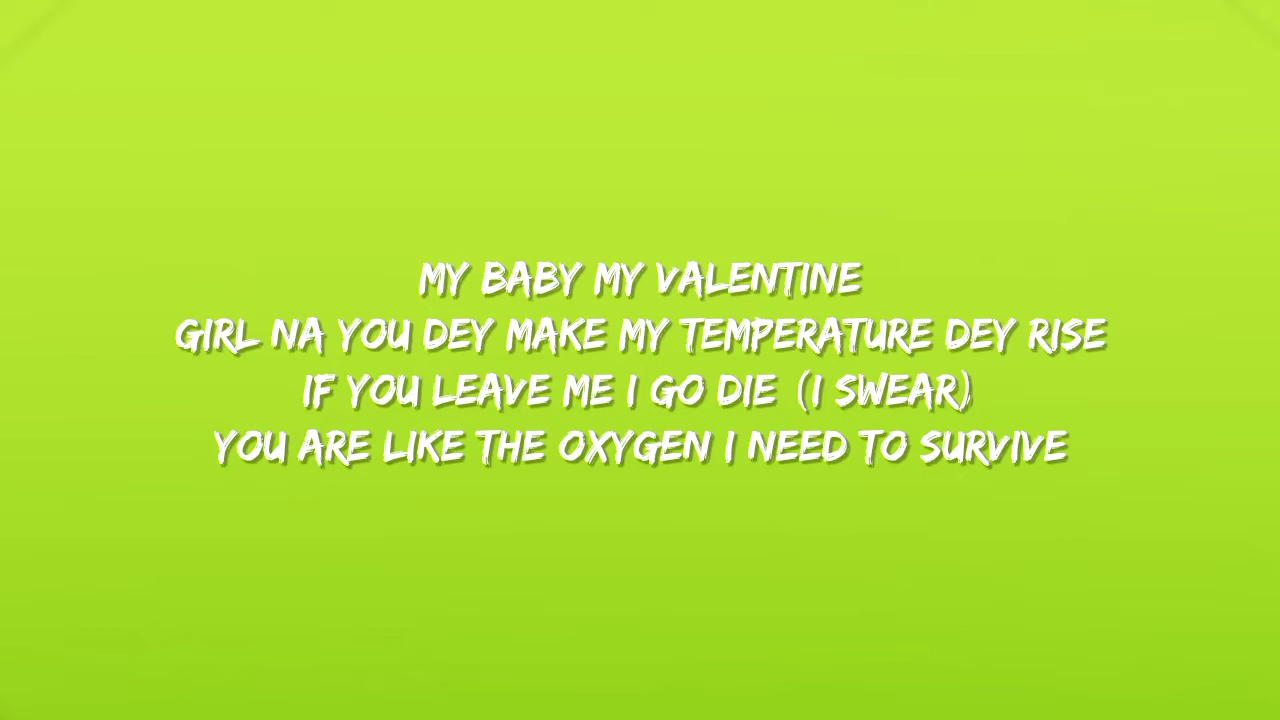 MY BABY MY VALENTINE
GIRL NA YOU DEY MAKE MY TEMPERATURE DEY RISE
IF YOU LEAVE ME I GO DIE (I SWEAR)
YOU ARE LIKE THE OXYGEN I NEED TO SURVIVE